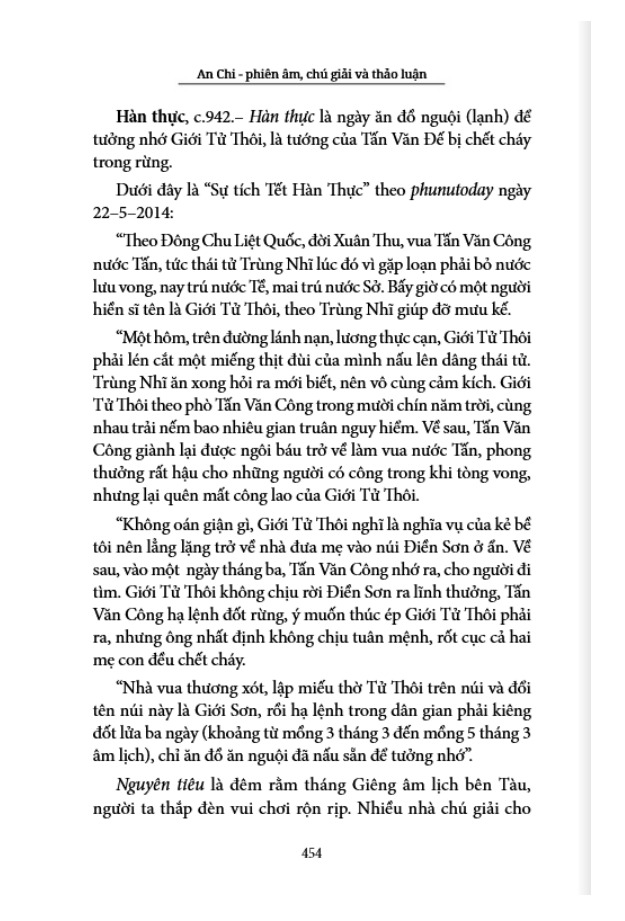 An Chi - phiên âm, chú giải và thảo luận
Hàn thực, c.942.– Hàn thực là ngày ăn đồ nguội (lạnh) để
tưởng nhớ Giới Tử Thôi, là tướng của Tấn Văn Đế bị chết cháy
trong rừng.
Dưới đây là “Sự tích Tết Hàn Thực” theo phunutoday ngày
22–5–2014:
“Theo Đông Chu Liệt Quốc, đời Xuân Thu, vua Tấn Văn Công
nước Tấn, tức thái tử Trùng Nhĩ lúc đó vì gặp loạn phải bỏ nước
lưu vong, nay trú nước Tề, mai trú nước Sở. Bấy giờ có một người
hiền sĩ tên là Giới Tử Thôi, theo Trùng Nhĩ giúp đỡ mưu kế.
“Một hôm, trên đường lánh nạn, lương thực cạn, Giới Tử Thôi
phải lén cắt một miếng thịt đùi của mình nấu lên dâng thái tử.
Trùng Nhĩ ăn xong hỏi ra mới biết, nên vô cùng cảm kích. Giới
Tử Thôi theo phò Tấn Văn Công trong mười chín năm trời, cùng
nhau trải nếm bao nhiêu gian truân nguy hiểm. Về sau, Tấn Văn
Công giành lại được ngôi báu trở về làm vua nước Tấn, phong
thưởng rất hậu cho những người có công trong khi tòng vong,
nhưng lại quên mất công lao của Giới Tử Thôi.
“Không oán giận gì, Giới Tử Thôi nghĩ là nghĩa vụ của kẻ bề
tôi nên lẳng lặng trở về nhà đưa mẹ vào núi Điền Sơn ở ẩn. Về
sau, vào một ngày tháng ba, Tấn Văn Công nhớ ra, cho người đi
tìm. Giới Tử Thôi không chịu rời Điền Sơn ra lĩnh thưởng, Tấn
Văn Công hạ lệnh đốt rừng, ý muốn thúc ép Giới Tử Thôi phải
ra, nhưng ông nhất định không chịu tuân mệnh, rốt cục cả hai
mẹ con đều chết cháy.
“Nhà vua thương xót, lập miếu thờ Tử Thôi trên núi và đổi
tên núi này là Giới Sơn, rồi hạ lệnh trong dân gian phải kiêng
đốt lửa ba ngày (khoảng từ mồng 3 tháng 3 đến mồng 5 tháng 3
âm lịch), chỉ ăn đồ ăn nguội đã nấu sẵn để tưởng nhớ”.
Nguyên tiêu là đêm rằm tháng Giêng âm lịch bên Tàu,
người ta thắp đèn vui chơi rộn rịp. Nhiều nhà chú giải cho
454